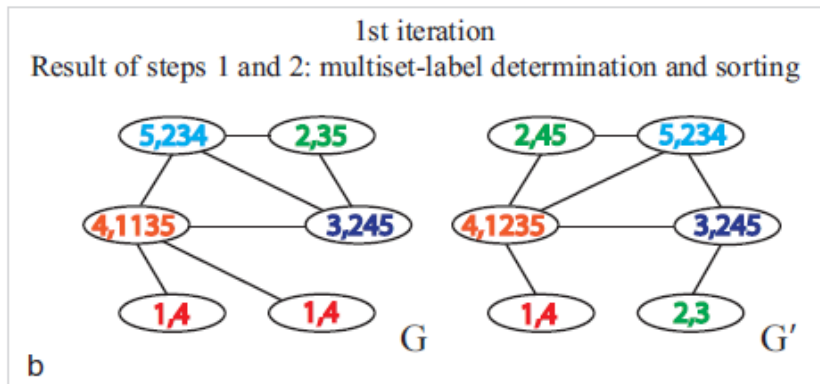 1st iteration
Result of steps 1 and 2: multiset-label determination and sorting
5,234 2,35 2,45 5,234
4,1135 3,245 4,1235 3,245
1,4 1,4 G 1,4 2,3 G′
b